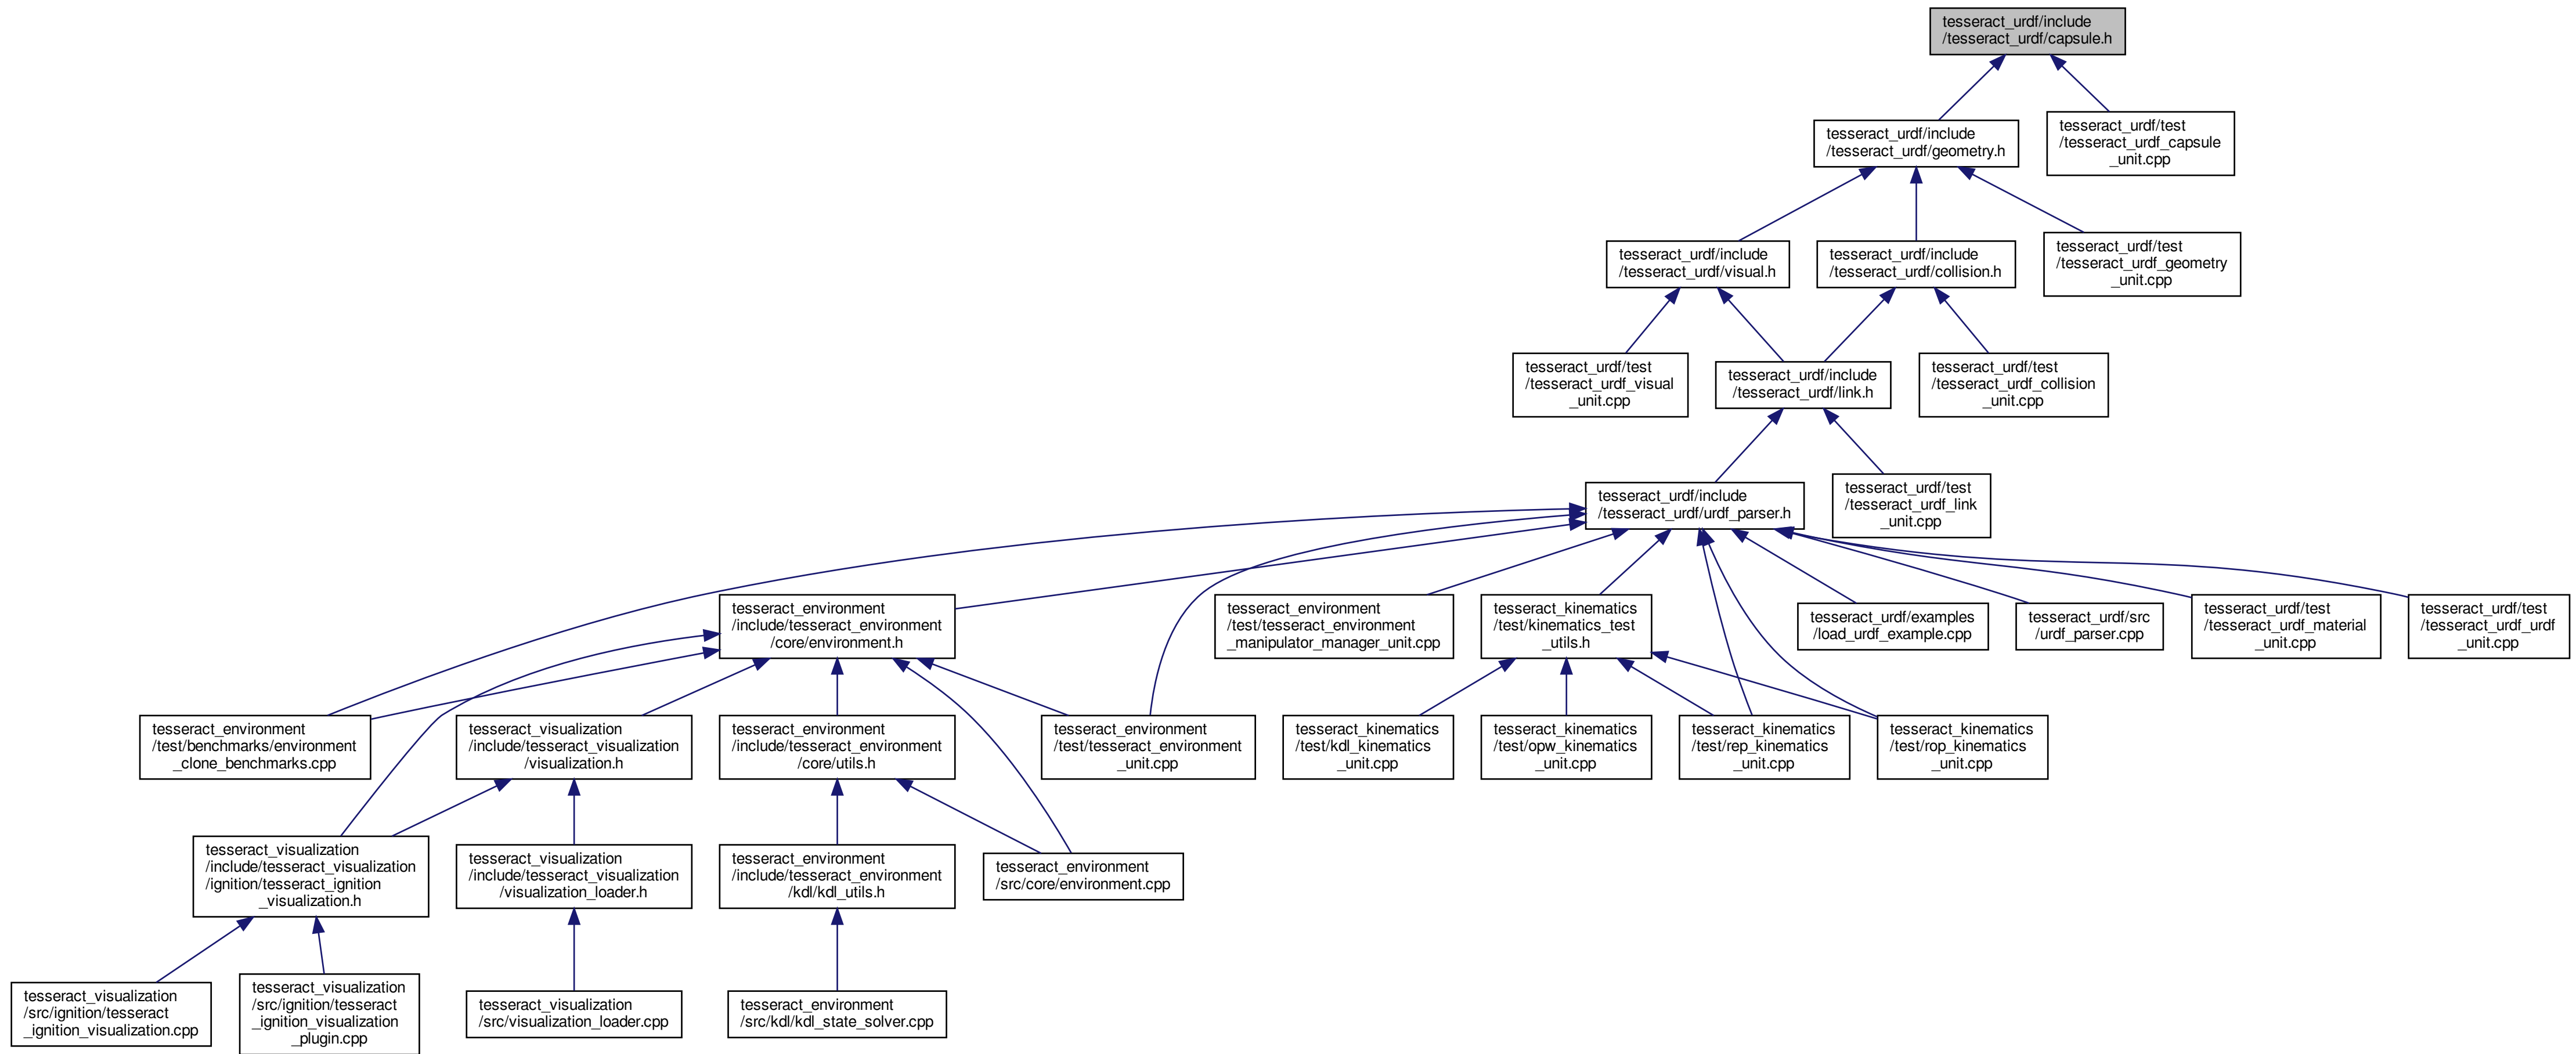 tesseract_urdf/include
/tesseract_urdf/capsule.h
tesseract_urdf/include
/tesseract_urdf/geometry.h
tesseract_urdf/test
/tesseract_urdf_capsule
_unit.cpp
tesseract_urdf/include
/tesseract_urdf/visual.h
tesseract_urdf/include
/tesseract_urdf/collision.h
tesseract_urdf/test
/tesseract_urdf_geometry
_unit.cpp
tesseract_urdf/test
/tesseract_urdf_visual
_unit.cpp
tesseract_urdf/include
/tesseract_urdf/link.h
tesseract_urdf/test
/tesseract_urdf_collision
_unit.cpp
tesseract_urdf/include
/tesseract_urdf/urdf_parser.h
tesseract_urdf/test
/tesseract_urdf_link
_unit.cpp
tesseract_environment
/include/tesseract_environment
/core/environment.h
tesseract_environment
/test/tesseract_environment
_manipulator_manager_unit.cpp
tesseract_kinematics
/test/kinematics_test
_utils.h
tesseract_urdf/examples
/load_urdf_example.cpp
tesseract_urdf/src
/urdf_parser.cpp
tesseract_urdf/test
/tesseract_urdf_material
_unit.cpp
tesseract_urdf/test
/tesseract_urdf_urdf
_unit.cpp
tesseract_environment
/test/benchmarks/environment
_clone_benchmarks.cpp
tesseract_visualization
/include/tesseract_visualization
/visualization.h
tesseract_environment
/include/tesseract_environment
/core/utils.h
tesseract_environment
/test/tesseract_environment
_unit.cpp
tesseract_kinematics
/test/kdl_kinematics
_unit.cpp
tesseract_kinematics
/test/opw_kinematics
_unit.cpp
tesseract_kinematics
/test/rep_kinematics
_unit.cpp
tesseract_kinematics
/test/rop_kinematics
_unit.cpp
tesseract_visualization
/include/tesseract_visualization
/ignition/tesseract_ignition
_visualization.h
tesseract_visualization
/include/tesseract_visualization
/visualization_loader.h
tesseract_environment
/include/tesseract_environment
/kdl/kdl_utils.h
tesseract_environment
/src/core/environment.cpp
tesseract_visualization
/src/ignition/tesseract
_ignition_visualization.cpp
tesseract_visualization
/src/ignition/tesseract
_ignition_visualization
_plugin.cpp
tesseract_visualization
/src/visualization_loader.cpp
tesseract_environment
/src/kdl/kdl_state_solver.cpp